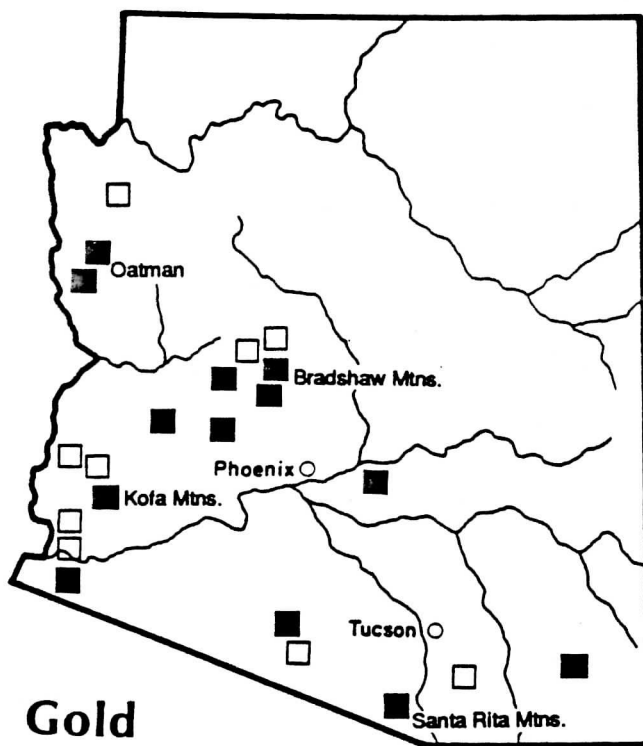 Oatman
Bradshaw Mtns.
Phoenix
Kofa Mtns.
Tucson
Santa Rita Mtns.
Gold